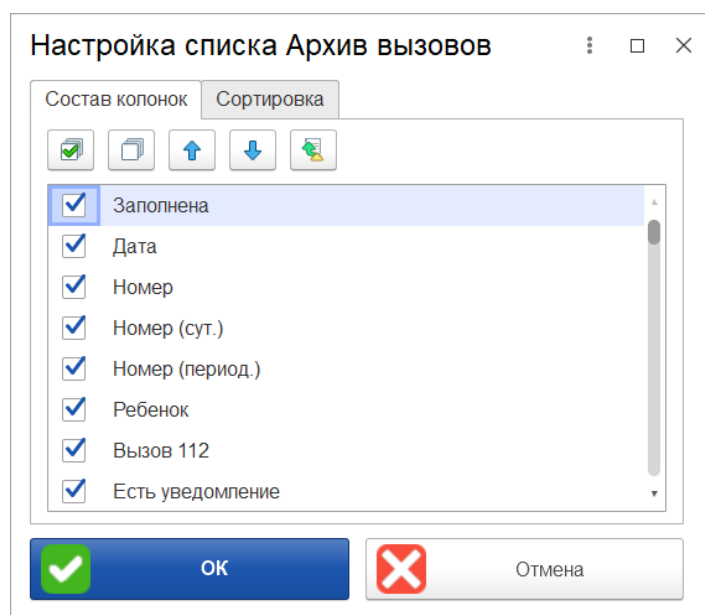 Настройка списка Архив вызовов
Состав колонок Сортировка
Заполнена
Дата
Номер
Номер (сут.)
Номер (период.)
Ребенок
Вызов 112
Есть уведомление
ОК Отмена